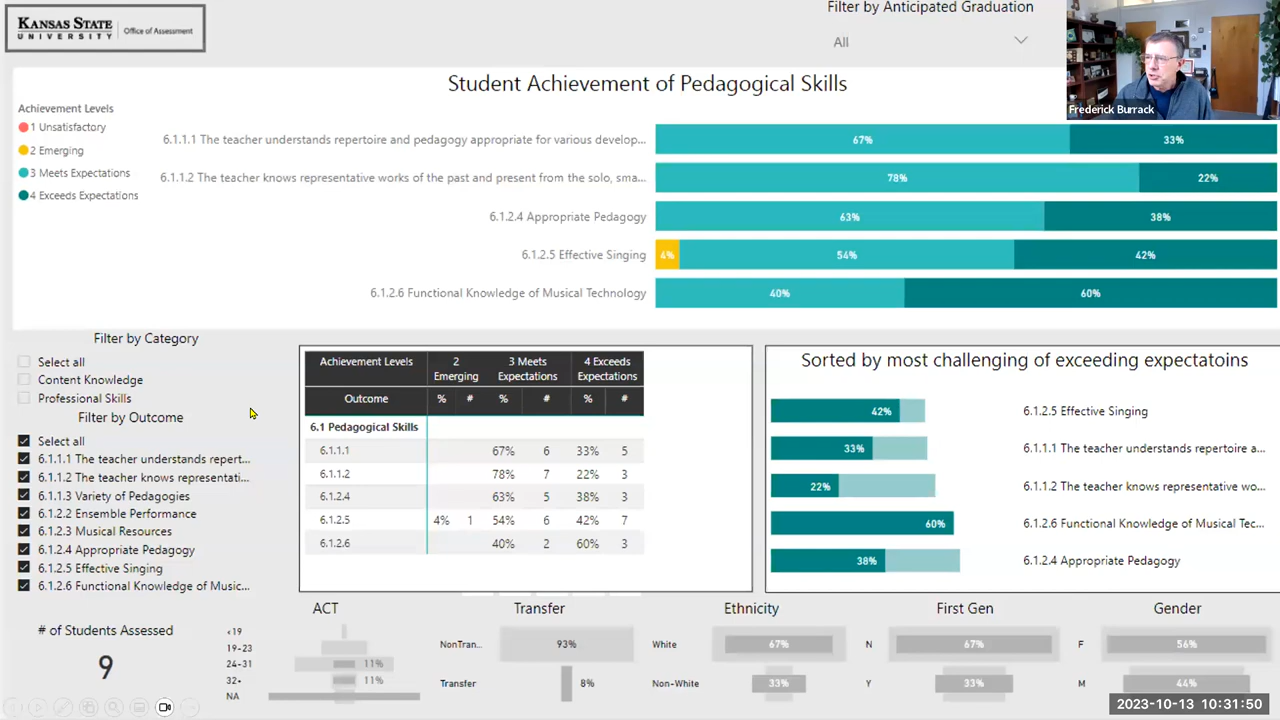 KANSAS STATE
UNIVERSITY
Office of Assessment
Filter by Anticipated Graduation
All
Frederick Burrack
Student Achievement of Pedagogical Skills
Achievement Levels
1 Unsatisfactory
2 Emerging
3 Meets Expectations
4 Exceeds Expectations
6.1.1.1 The teacher understands repertoire and pedagogy appropriate for various develop... 67% 33%
6.1.1.2 The teacher knows representative works of the past and present from the solo, sma... 78% 22%
6.1.2.4 Appropriate Pedagogy 63% 38%
6.1.2.5 Effective Singing 4% 54% 42%
6.1.2.6 Functional Knowledge of Musical Technology 40% 60%
Filter by Category
Select all
Content Knowledge
Professional Skills
Filter by Outcome
Select all
6.1.1.1 The teacher understands repert...
6.1.1.2 The teacher knows representati...
6.1.1.3 Variety of Pedagogies
6.1.2.2 Ensemble Performance
6.1.2.3 Musical Resources
6.1.2.4 Appropriate Pedagogy
6.1.2.5 Effective Singing
6.1.2.6 Functional Knowledge of Music...
Achievement Levels 2 Emerging 3 Meets Expectations 4 Exceeds Expectations
Outcome % # % # % #
6.1 Pedagogical Skills
6.1.1.1 67% 6 33% 5
6.1.1.2 78% 7 22% 3
6.1.2.4 63% 5 38% 3
6.1.2.5 4% 1 54% 6 42% 7
6.1.2.6 40% 2 60% 3
Sorted by most challenging of exceeding expectatoins
42% 6.1.2.5 Effective Singing
33% 6.1.1.1 The teacher understands repertoire a...
22% 6.1.1.2 The teacher knows representative wo...
60% 6.1.2.6 Functional Knowledge of Musical Tec...
38% 6.1.2.4 Appropriate Pedagogy
# of Students Assessed
9
ACT
<19
19-23
24-31 11%
32+ 11%
NA
Transfer
NonTran.. 93%
Transfer 8%
Ethnicity
White 67%
Non-White 33%
First Gen
N 67%
Y 33%
Gender
F 56%
M 44%
2023-10-13 10:31:50